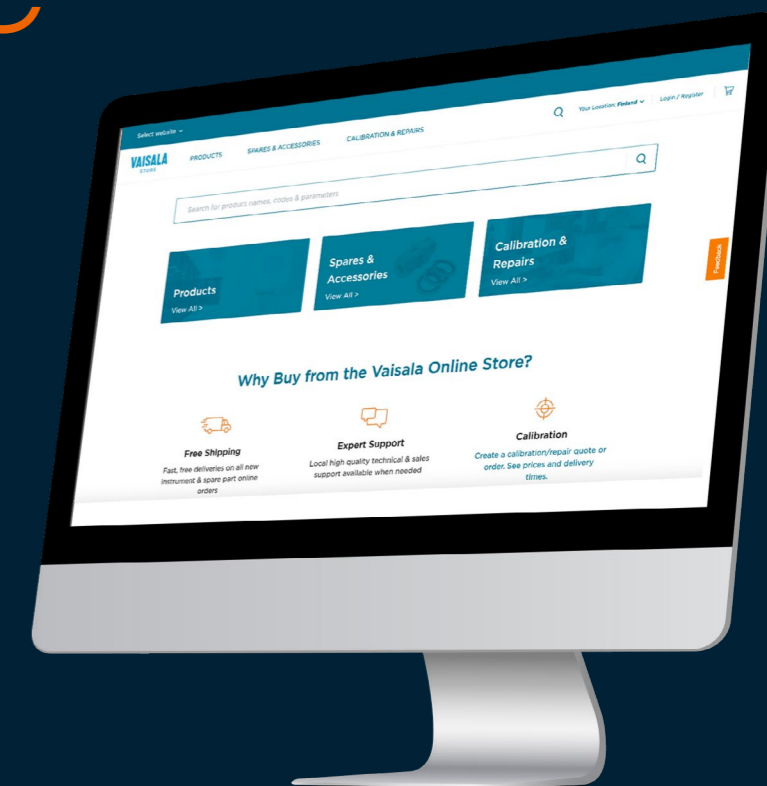 Select website
VAISALA
STORE
PRODUCTS
SPARES & ACCESSORIES
CALIBRATION & REPAIRS
Your Location: Finland
Login / Register
Search for product names, codes & parameters
Products
View All >
Spares &
Accessories
View All >
Calibration &
Repairs
View All >
Feedback
Why Buy from the Vaisala Online Store?
Free Shipping
Fast, free deliveries on all new
instrument & spare part online
orders
Expert Support
Local high quality technical & sales
support available when needed
Calibration
Create a calibration/repair quote or
order. See prices and delivery
times.